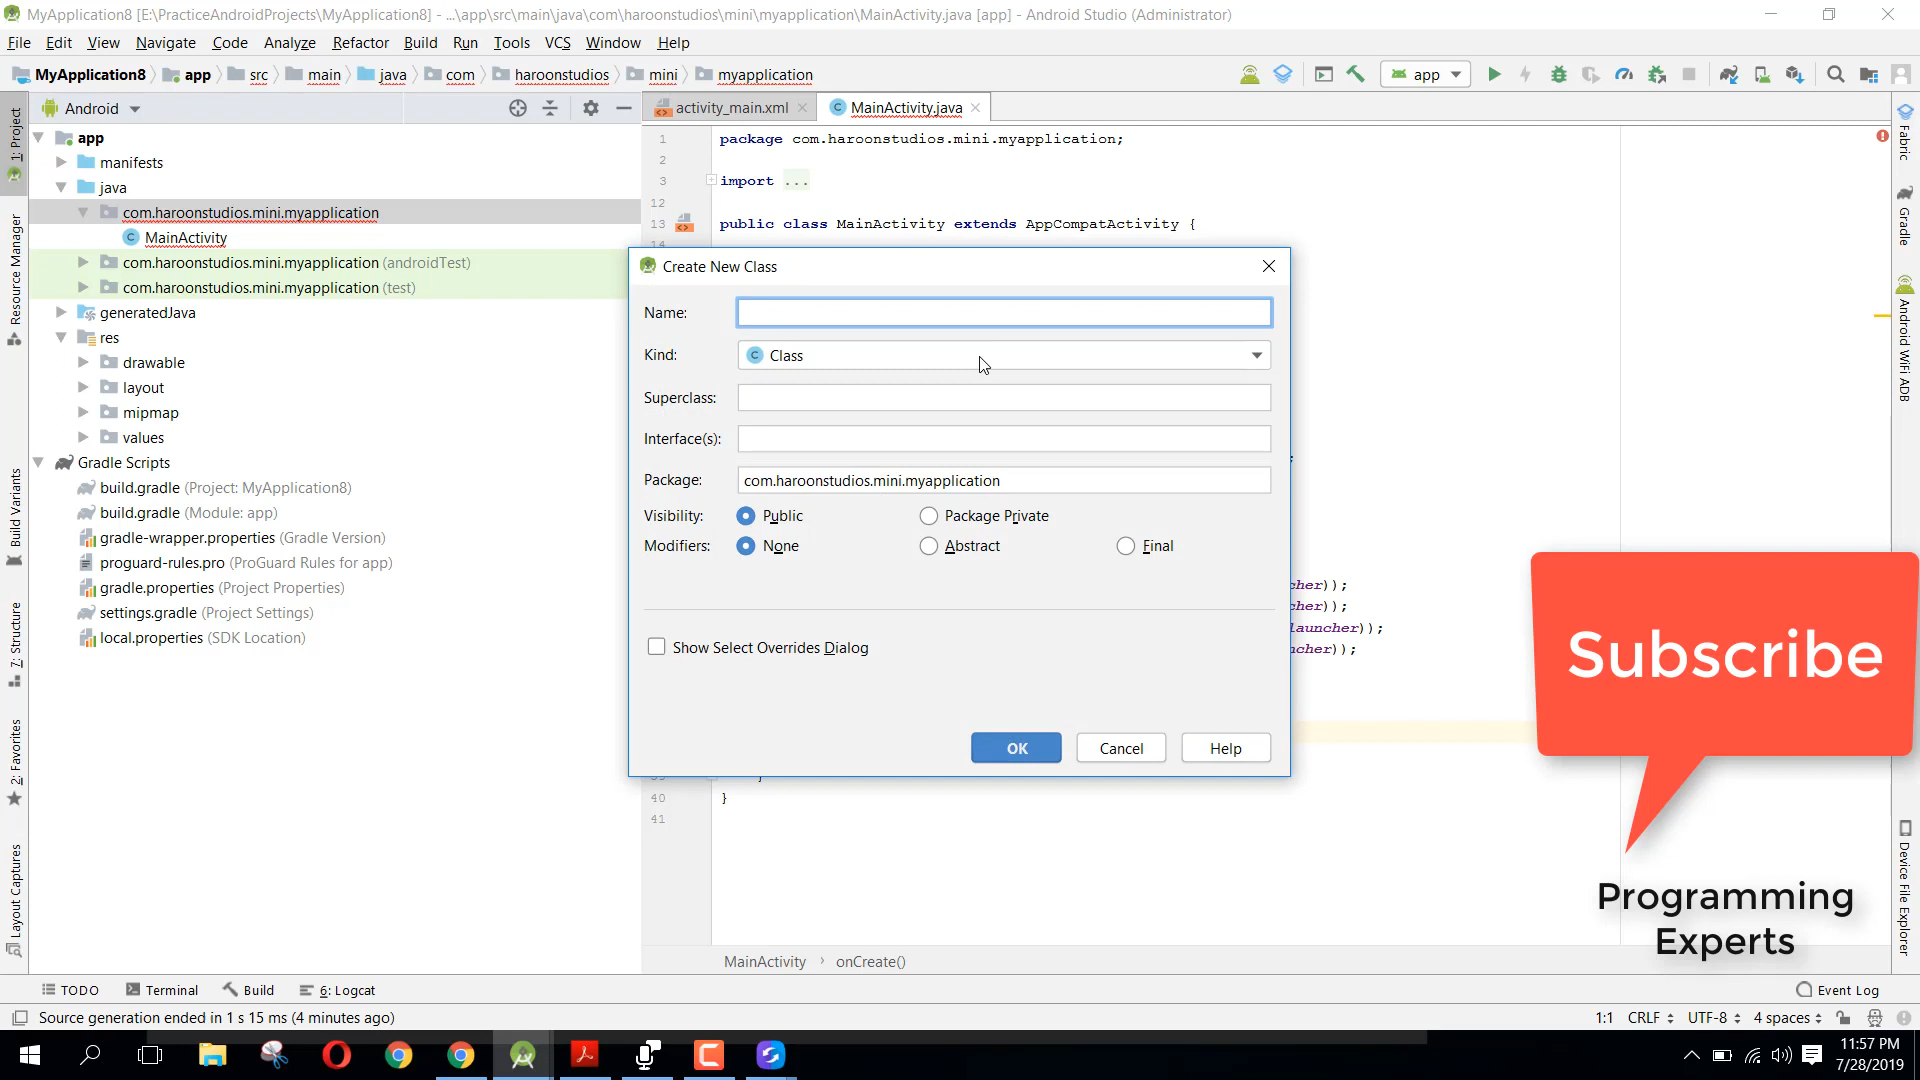 MyApplication8 [E:\PracticeAndroidProjects\MyApplication8] - ...\app\src\main\java\com\haroonstudios\mini\myapplication\MainActivity.java [app] - Android Studio (Administrator)
File Edit View Navigate Code Analyze Refactor Build Run Tools VCS Window Help
MyApplication8 app src main java com haroonstudios mini myapplication app
Android
activity_main.xml MainActivity.java
1: Project
Resource Manager
Build Variants
7: Structure
2: Favorites
Layout Captures
app
manifests
java
com.haroonstudios.mini.myapplication
MainActivity
com.haroonstudios.mini.myapplication (androidTest)
com.haroonstudios.mini.myapplication (test)
generatedJava
res
drawable
layout
mipmap
values
Gradle Scripts
build.gradle (Project: MyApplication8)
build.gradle (Module: app)
gradle-wrapper.properties (Gradle Version)
proguard-rules.pro (ProGuard Rules for app)
gradle.properties (Project Properties)
settings.gradle (Project Settings)
local.properties (SDK Location)
1 package com.haroonstudios.mini.myapplication;
2
3 import ...
12
13 public class MainActivity extends AppCompatActivity {
14
Create New Class
Name:
Kind: Class
Superclass:
Interface(s):
Package: com.haroonstudios.mini.myapplication
Visibility: Public Package Private
Modifiers: None Abstract Final
Show Select Overrides Dialog
OK Cancel Help
;
cher));
cher));
launcher));
ncher));
39 }
40 }
41
MainActivity › onCreate()
Subscribe
Programming
Experts
Fabric
Gradle
Android WiFi ADB
Device File Explorer
TODO Terminal Build 6: Logcat Event Log
Source generation ended in 1 s 15 ms (4 minutes ago) 1:1 CRLF UTF-8 4 spaces
11:57 PM
7/28/2019